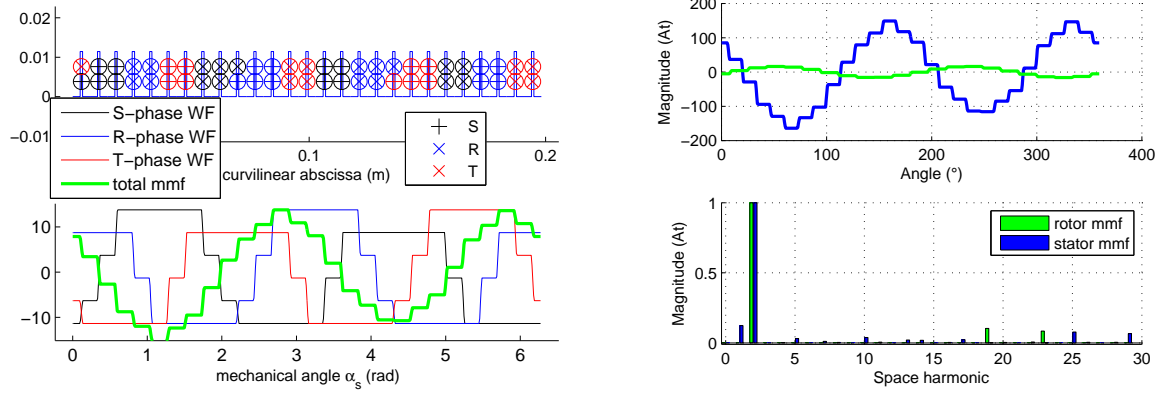 0.02
0.01
0
−0.01
0.1
0.2
curvilinear abscissa (m)
S−phase WF
R−phase WF
T−phase WF
total mmf
S
R
T
10
0
−10
0
1
2
3
4
5
6
mechanical angle αs (rad)
200
100
0
−100
−200
Magnitude (At)
0
100
200
300
400
Angle (°)
1
0.5
0
Magnitude (At)
rotor mmf
stator mmf
0
5
10
15
20
25
30
Space harmonic